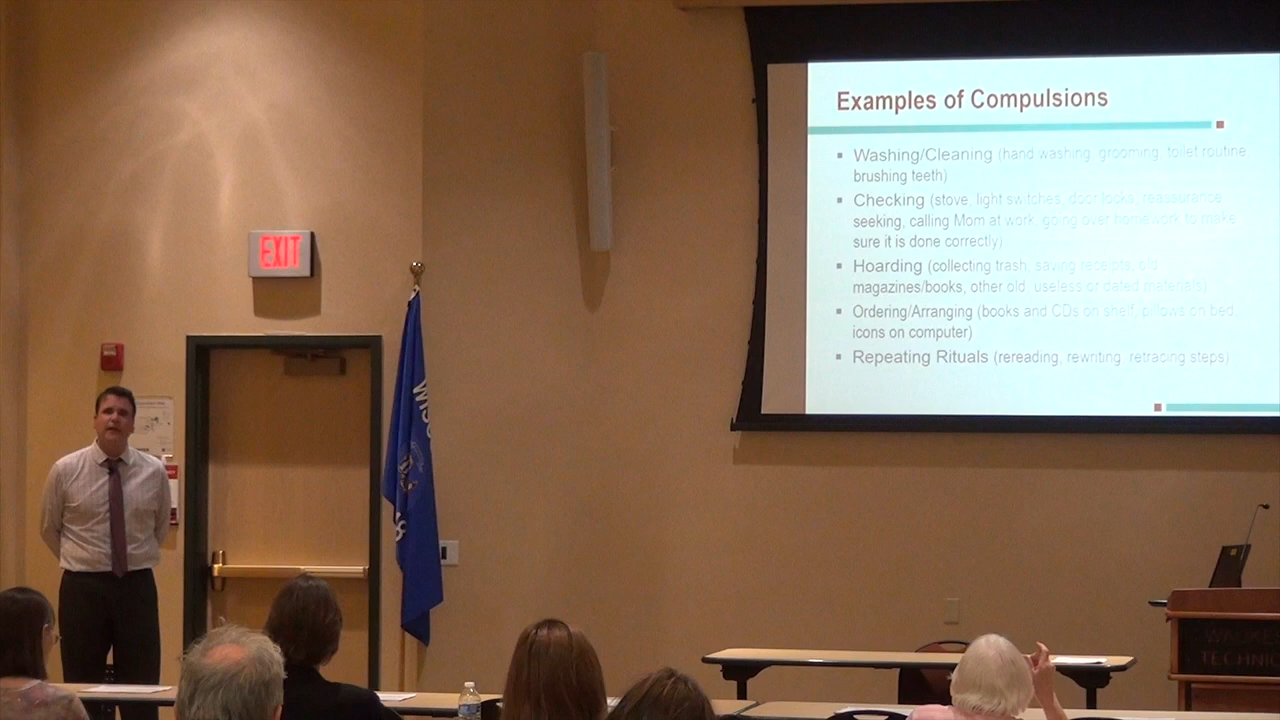 Examples of Compulsions
▪ Washing/Cleaning (hand washing, grooming, toilet routine,
brushing teeth)
▪ Checking (stove, light switches, door locks, reassurance
seeking, calling Mom at work, going over homework to make
sure it is done correctly)
▪ Hoarding (collecting trash, saving receipts, old
magazines/books, other old, useless or dated materials)
▪ Ordering/Arranging (books and CDs on shelf, pillows on bed,
icons on computer)
▪ Repeating Rituals (rereading, rewriting, retracing steps)
EXIT
WISC
WAUKES
TECHNIC